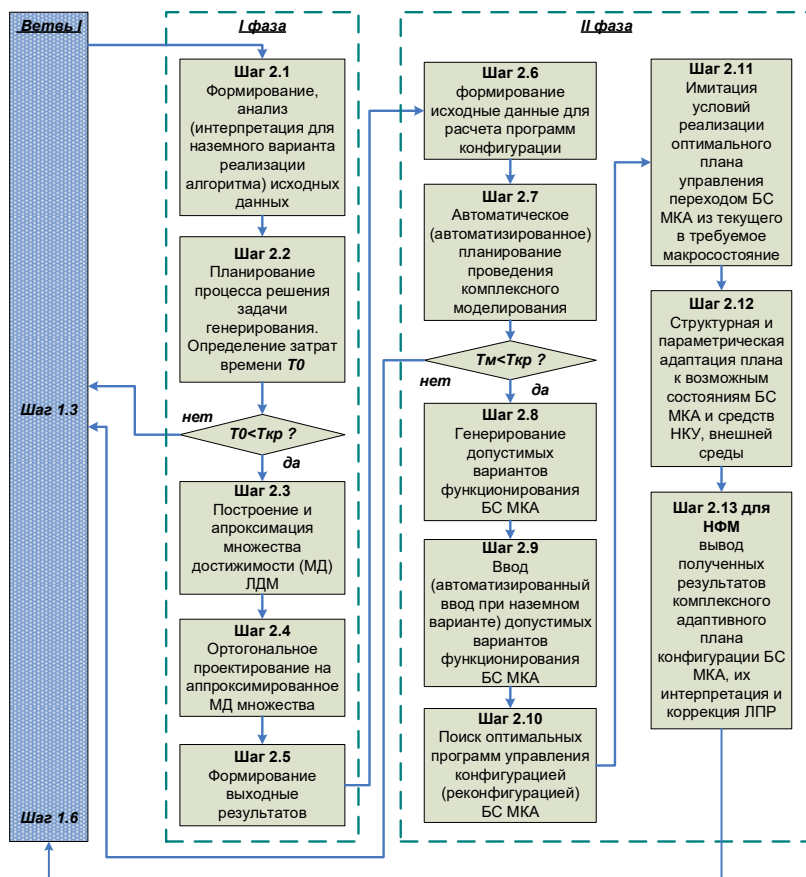 Ветвь I
Шаг 1.3
Шаг 1.6
I фаза
Шаг 2.1
Формирование,
анализ
(интерпретация для
наземного варианта
реализации
алгоритма) исходных
данных
Шаг 2.2
Планирование
процесса решения
задачи
генерирования.
Определение затрат
времени T0
нет
T0<Tкр ?
да
Шаг 2.3
Построение и
апроксимация
множества
достижимости (МД)
ЛДМ
Шаг 2.4
Ортогональное
проектирование на
аппроксимированное
МД множества
Шаг 2.5
Формирование
выходные
результатов
II фаза
Шаг 2.6
формирование
исходные данные для
расчета программ
конфигурации
Шаг 2.7
Автоматическое
(автоматизированное)
планирование
проведения
комплексного
моделирования
Tм<Tкр ?
нет
да
Шаг 2.8
Генерирование
допустимых
вариантов
функционирования
БС МКА
Шаг 2.9
Ввод
(автоматизированный
ввод при наземном
варианте) допустимых
вариантов
функционирования
БС МКА
Шаг 2.10
Поиск оптимальных
программ управления
конфигурацией
(реконфигурацией)
БС МКА
Шаг 2.11
Имитация
условий
реализации
оптимального
плана
управления
переходом БС
МКА из текущего
в требуемое
макросостояние
Шаг 2.12
Структурная и
параметрическая
адаптация плана
к возможным
состояниям БС
МКА и средств
НКУ, внешней
среды
Шаг 2.13 для
НФМ
вывод
полученных
результатов
комплексного
адаптивного
плана
конфигурации БС
МКА, их
интерпретация и
коррекция ЛПР